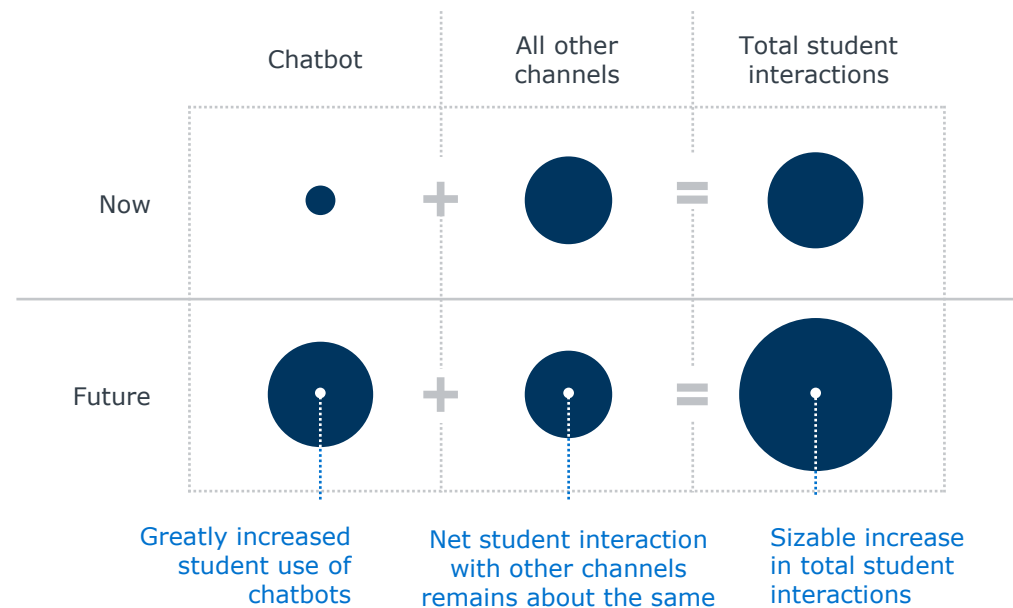 Chatbot
All other
channels
Total student
interactions
Now
+
=
Future
+
=
Greatly increased
student use of
chatbots
Net student interaction
with other channels
remains about the same
Sizable increase
in total student
interactions